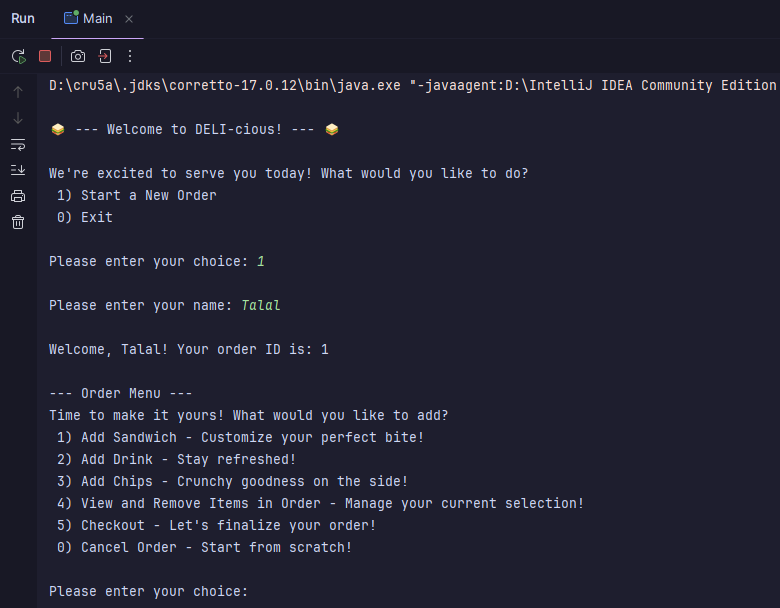 Run Main
D:\cru5a\.jdks\corretto-17.0.12\bin\java.exe "-javaagent:D:\IntelliJ IDEA Community Edition
--- Welcome to DELI-cious! ---
We're excited to serve you today! What would you like to do?
1) Start a New Order
0) Exit
Please enter your choice: 1
Please enter your name: Talal
Welcome, Talal! Your order ID is: 1
--- Order Menu ---
Time to make it yours! What would you like to add?
1) Add Sandwich - Customize your perfect bite!
2) Add Drink - Stay refreshed!
3) Add Chips - Crunchy goodness on the side!
4) View and Remove Items in Order - Manage your current selection!
5) Checkout - Let's finalize your order!
0) Cancel Order - Start from scratch!
Please enter your choice: